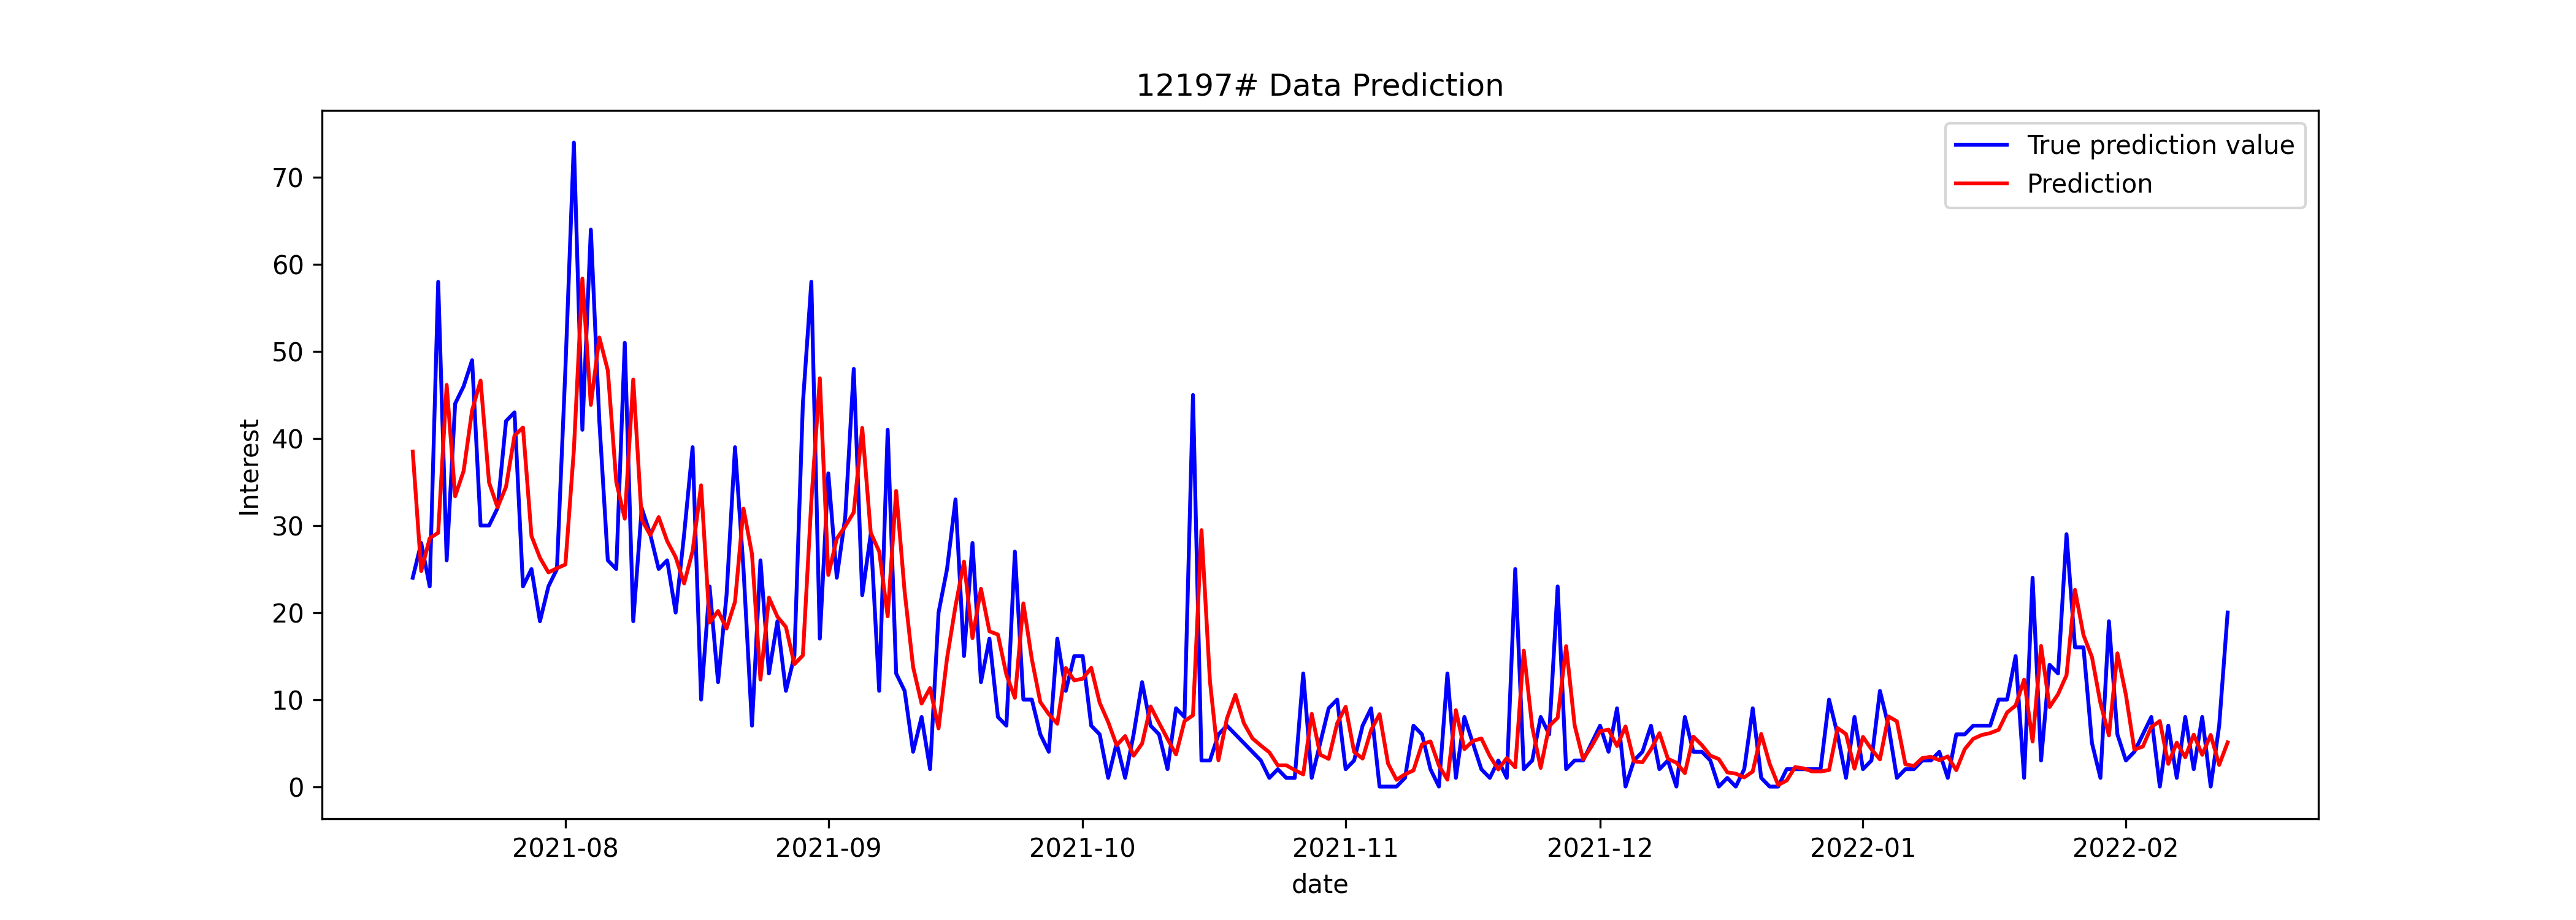 12197# Data Prediction
True prediction value
Prediction
Interest
70
60
50
40
30
20
10
0
2021-08 2021-09 2021-10 2021-11 2021-12 2022-01 2022-02
date